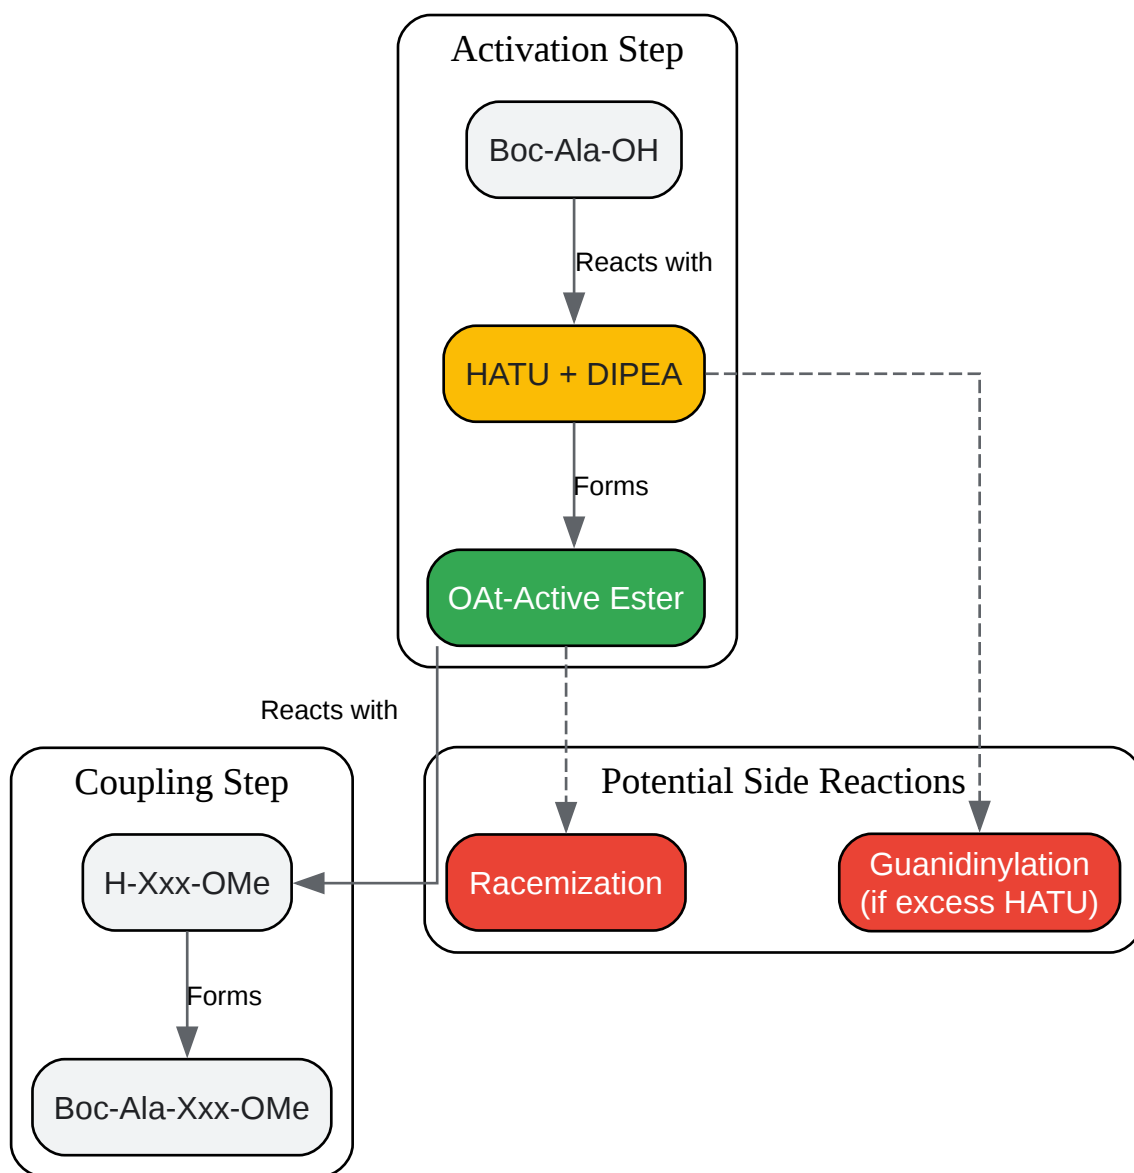 Activation Step
Boc-Ala-OH
Reacts with
HATU + DIPEA
Forms
OAt-Active Ester
Reacts with
Coupling Step
H-Xxx-OMe
Forms
Boc-Ala-Xxx-OMe
Potential Side Reactions
Racemization
Guanidinylation
(if excess HATU)